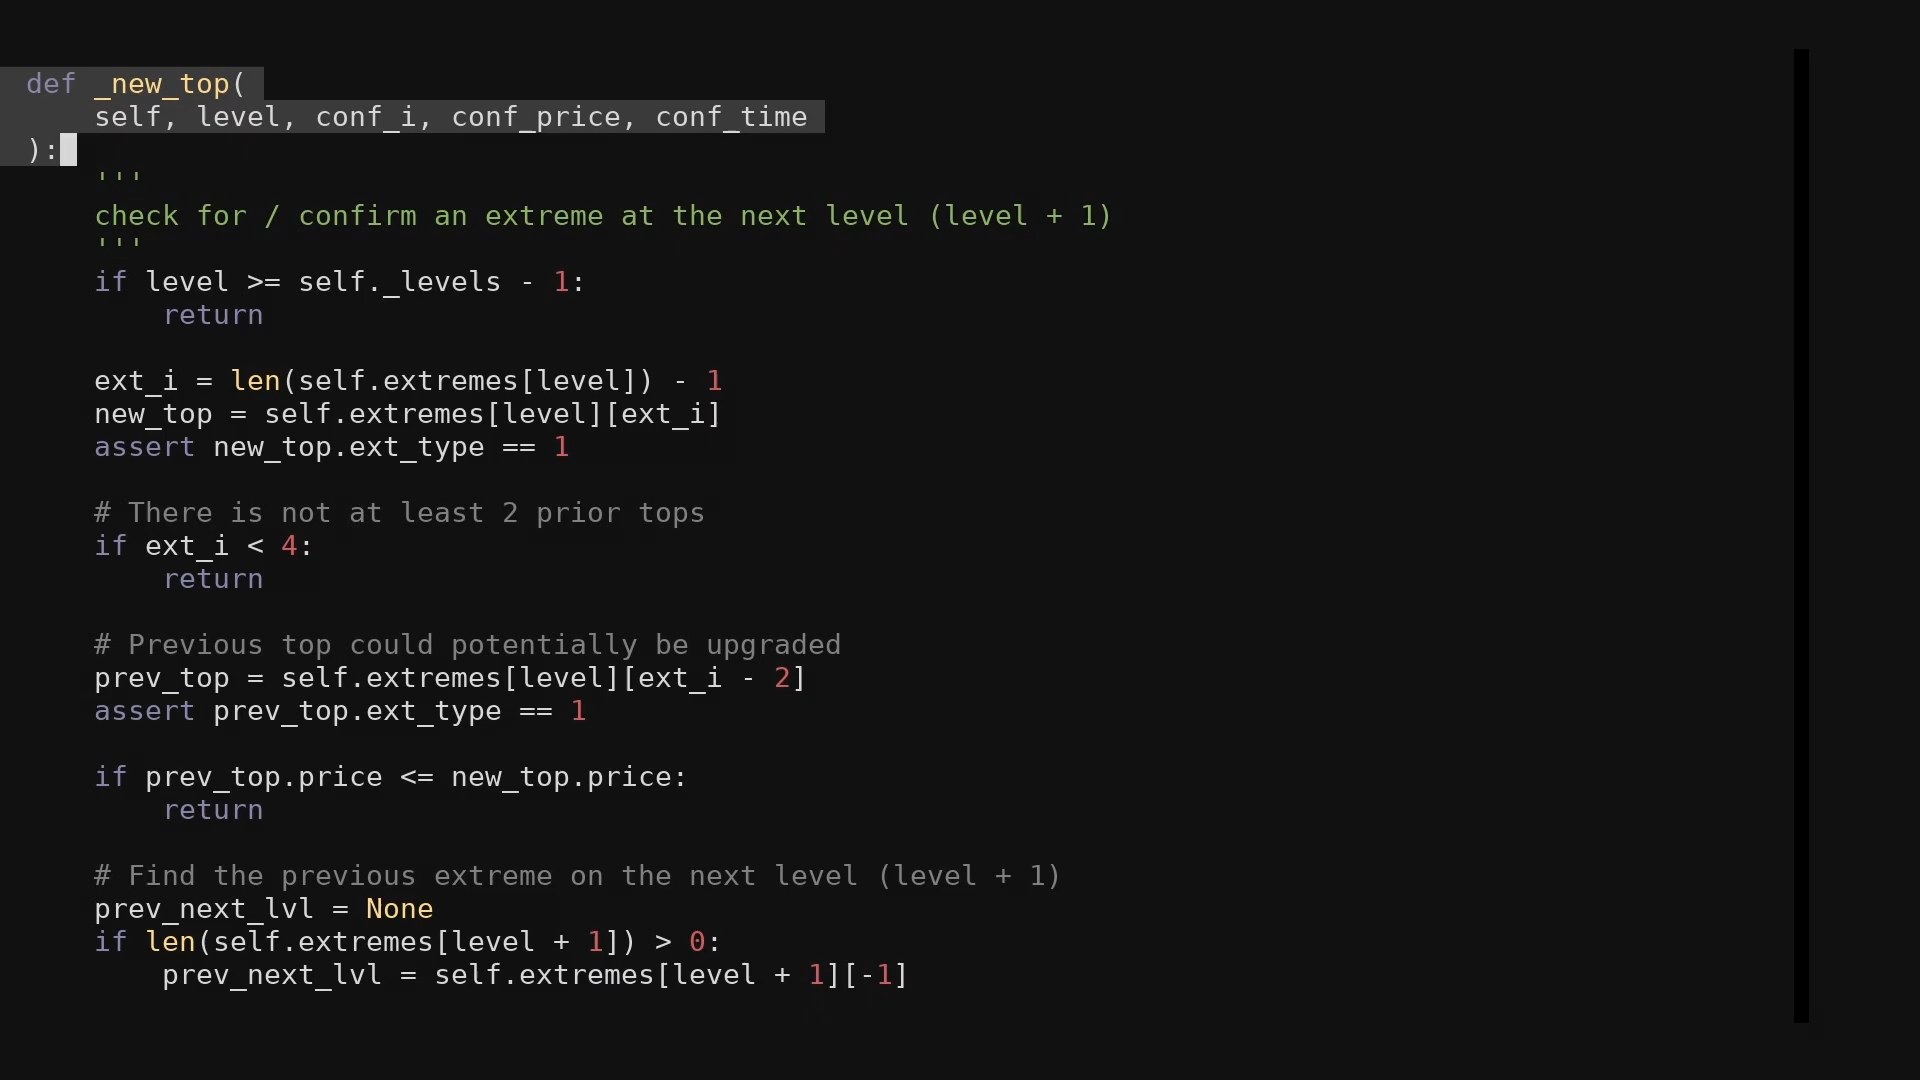 def _new_top(
    self, level, conf_i, conf_price, conf_time
):
    '''
    check for / confirm an extreme at the next level (level + 1)
    '''
    if level >= self._levels - 1:
        return

    ext_i = len(self.extremes[level]) - 1
    new_top = self.extremes[level][ext_i]
    assert new_top.ext_type == 1

    # There is not at least 2 prior tops
    if ext_i < 4:
        return

    # Previous top could potentially be upgraded
    prev_top = self.extremes[level][ext_i - 2]
    assert prev_top.ext_type == 1

    if prev_top.price <= new_top.price:
        return

    # Find the previous extreme on the next level (level + 1)
    prev_next_lvl = None
    if len(self.extremes[level + 1]) > 0:
        prev_next_lvl = self.extremes[level + 1][-1]